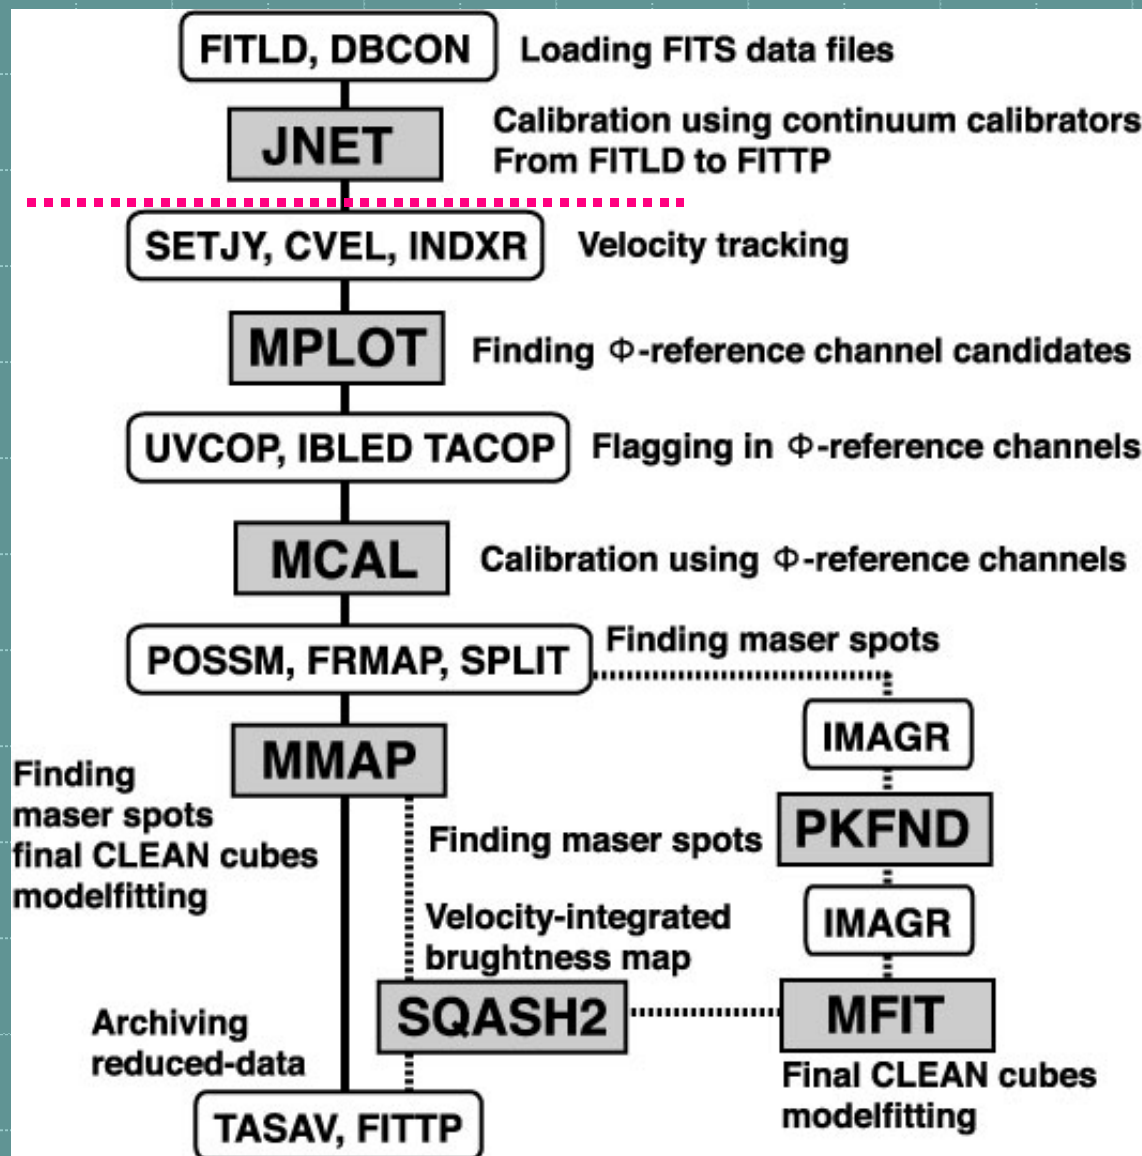 FITLD, DBCON
Loading FITS data files
JNET
Calibration using continuum calibrators
From FITLD to FITTP
SETJY, CVEL, INDXR
Velocity tracking
MPLOT
Finding Φ-reference channel candidates
UVCOP, IBLED TACOP
Flagging in Φ-reference channels
MCAL
Calibration using Φ-reference channels
POSSM, FRMAP, SPLIT
Finding maser spots
IMAGR
MMAP
Finding
maser spots
final CLEAN cubes
modelfitting
Finding maser spots
PKFND
Velocity-integrated
brughtness map
IMAGR
SQASH2
MFIT
Archiving
reduced-data
Final CLEAN cubes
modelfitting
TASAV, FITTP